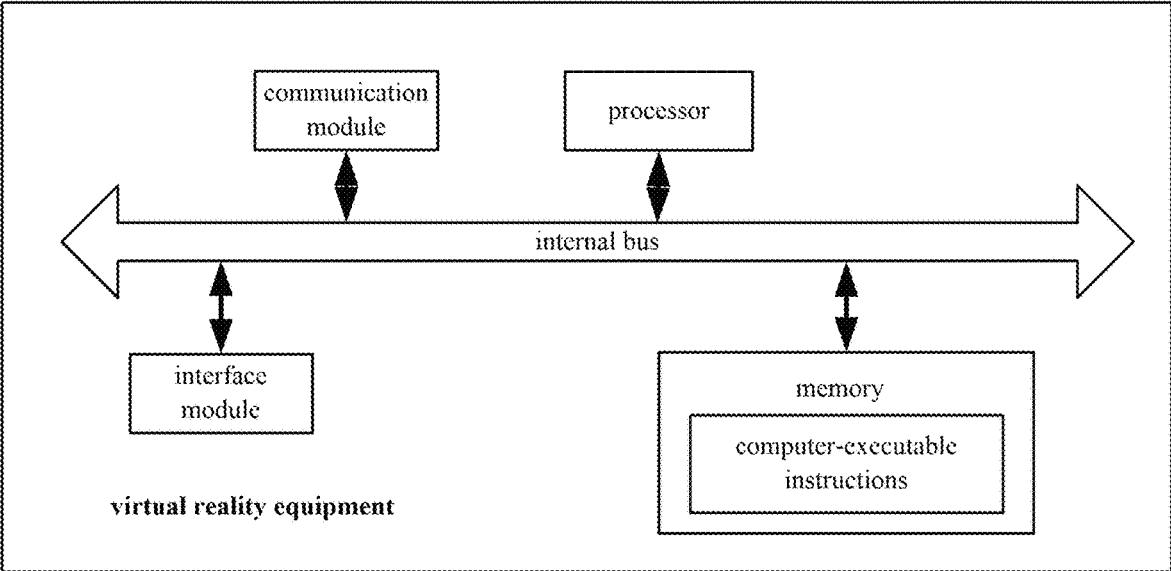 communication
module
processor
internal bus
interface
module
memory
computer-executable
instructions
virtual reality equipment